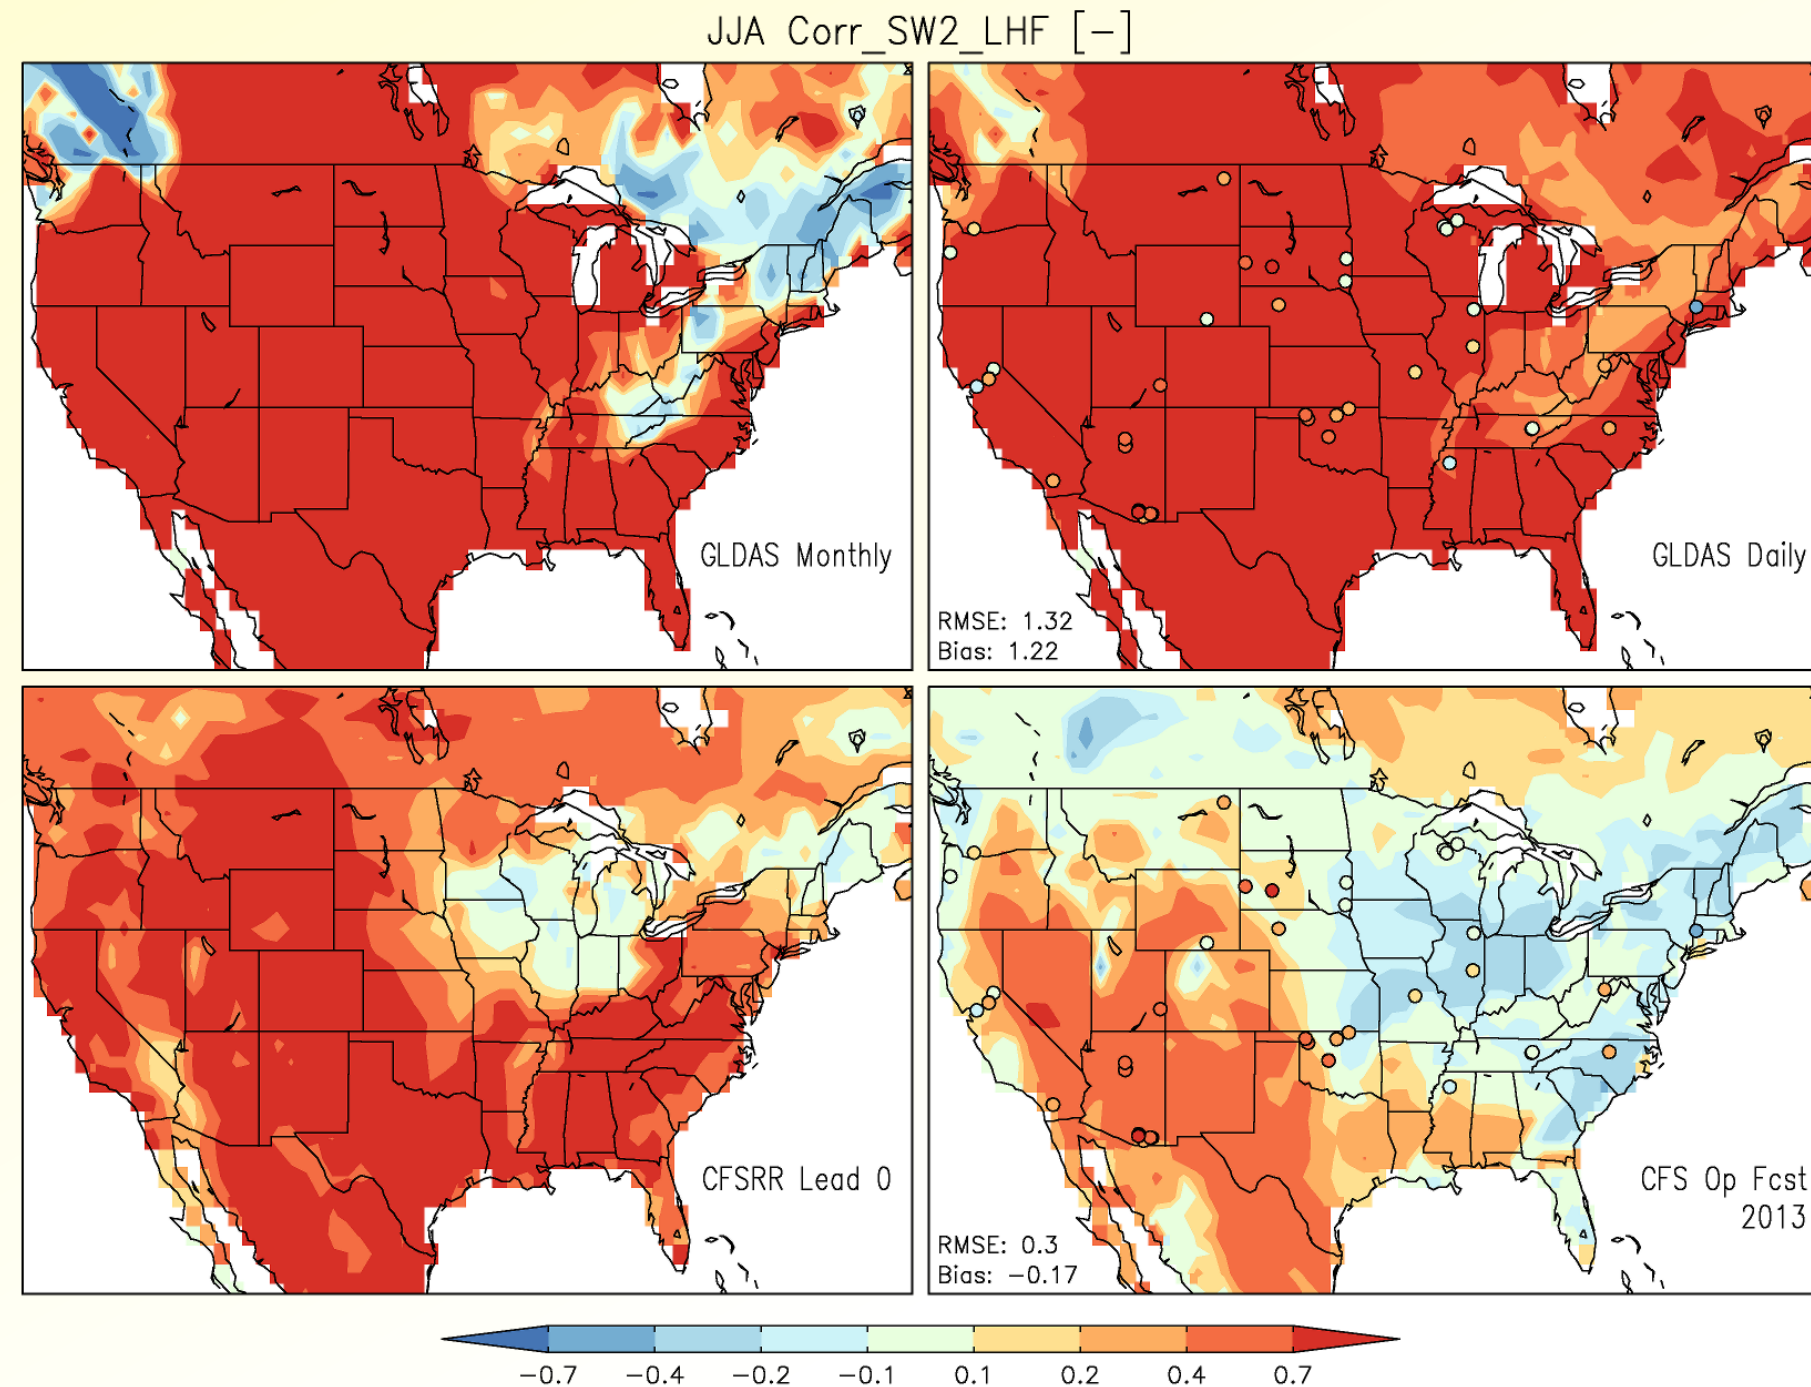 JJA Corr_SW2_LHF [−]
GLDAS Monthly
GLDAS Daily
RMSE: 1.32
Bias: 1.22
CFSRR Lead 0
CFS Op Fcst
2013
RMSE: 0.3
Bias: −0.17
−0.7 −0.4 −0.2 −0.1 0.1 0.2 0.4 0.7